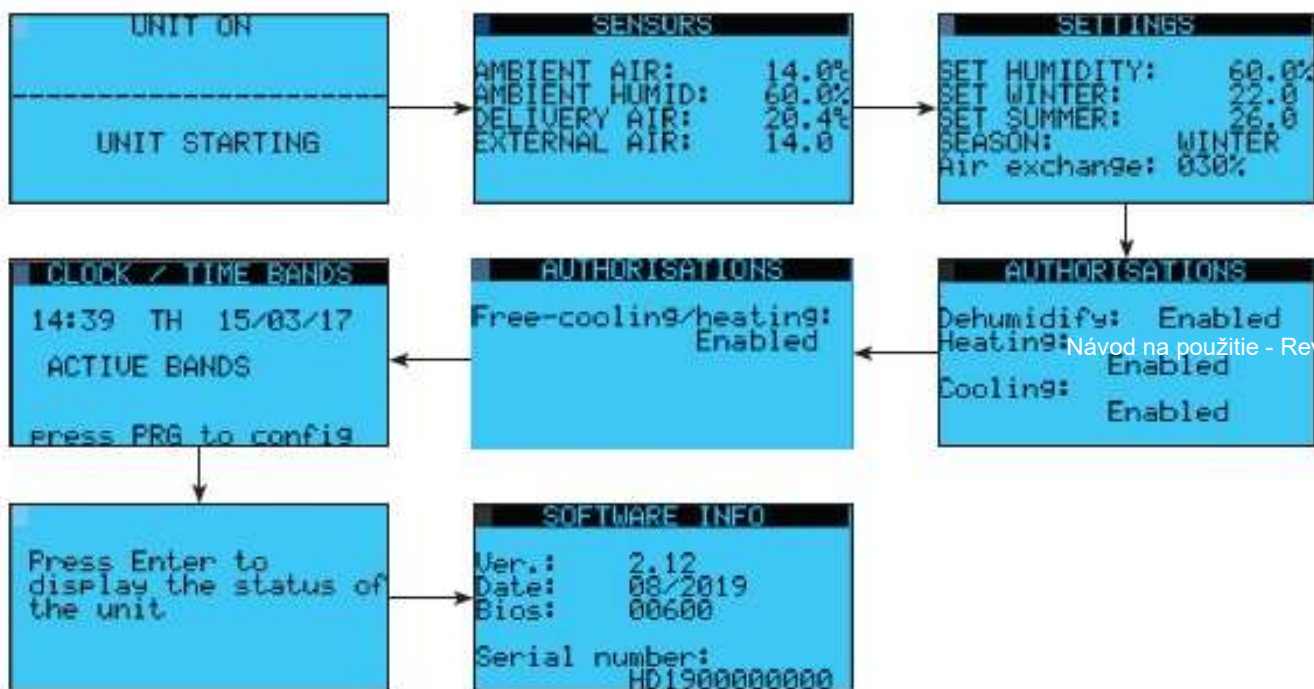 UNIT ON
--------------------------
UNIT STARTING
SENSORS
AMBIENT AIR: 14.0°c
AMBIENT HUMID: 60.0%
DELIVERY AIR: 20.4°c
EXTERNAL AIR: 14.0
SETTINGS
SET HUMIDITY: 60.0%
SET WINTER: 22.0
SET SUMMER: 26.0
SEASON: WINTER
Air exchange: 030%
AUTHORISATIONS
Dehumidify: Enabled
Heating:
Návod na použitie - Rev
Enabled
Cooling:
Enabled
AUTHORISATIONS
Free-cooling/heating:
Enabled
CLOCK / TIME BANDS
14:39 TH 15/03/17
ACTIVE BANDS
press PRG to config
Press Enter to
display the status of
the unit
SOFTWARE INFO
Ver.: 2.12
Date: 08/2019
Bios: 00600
Serial number:
HD1900000000